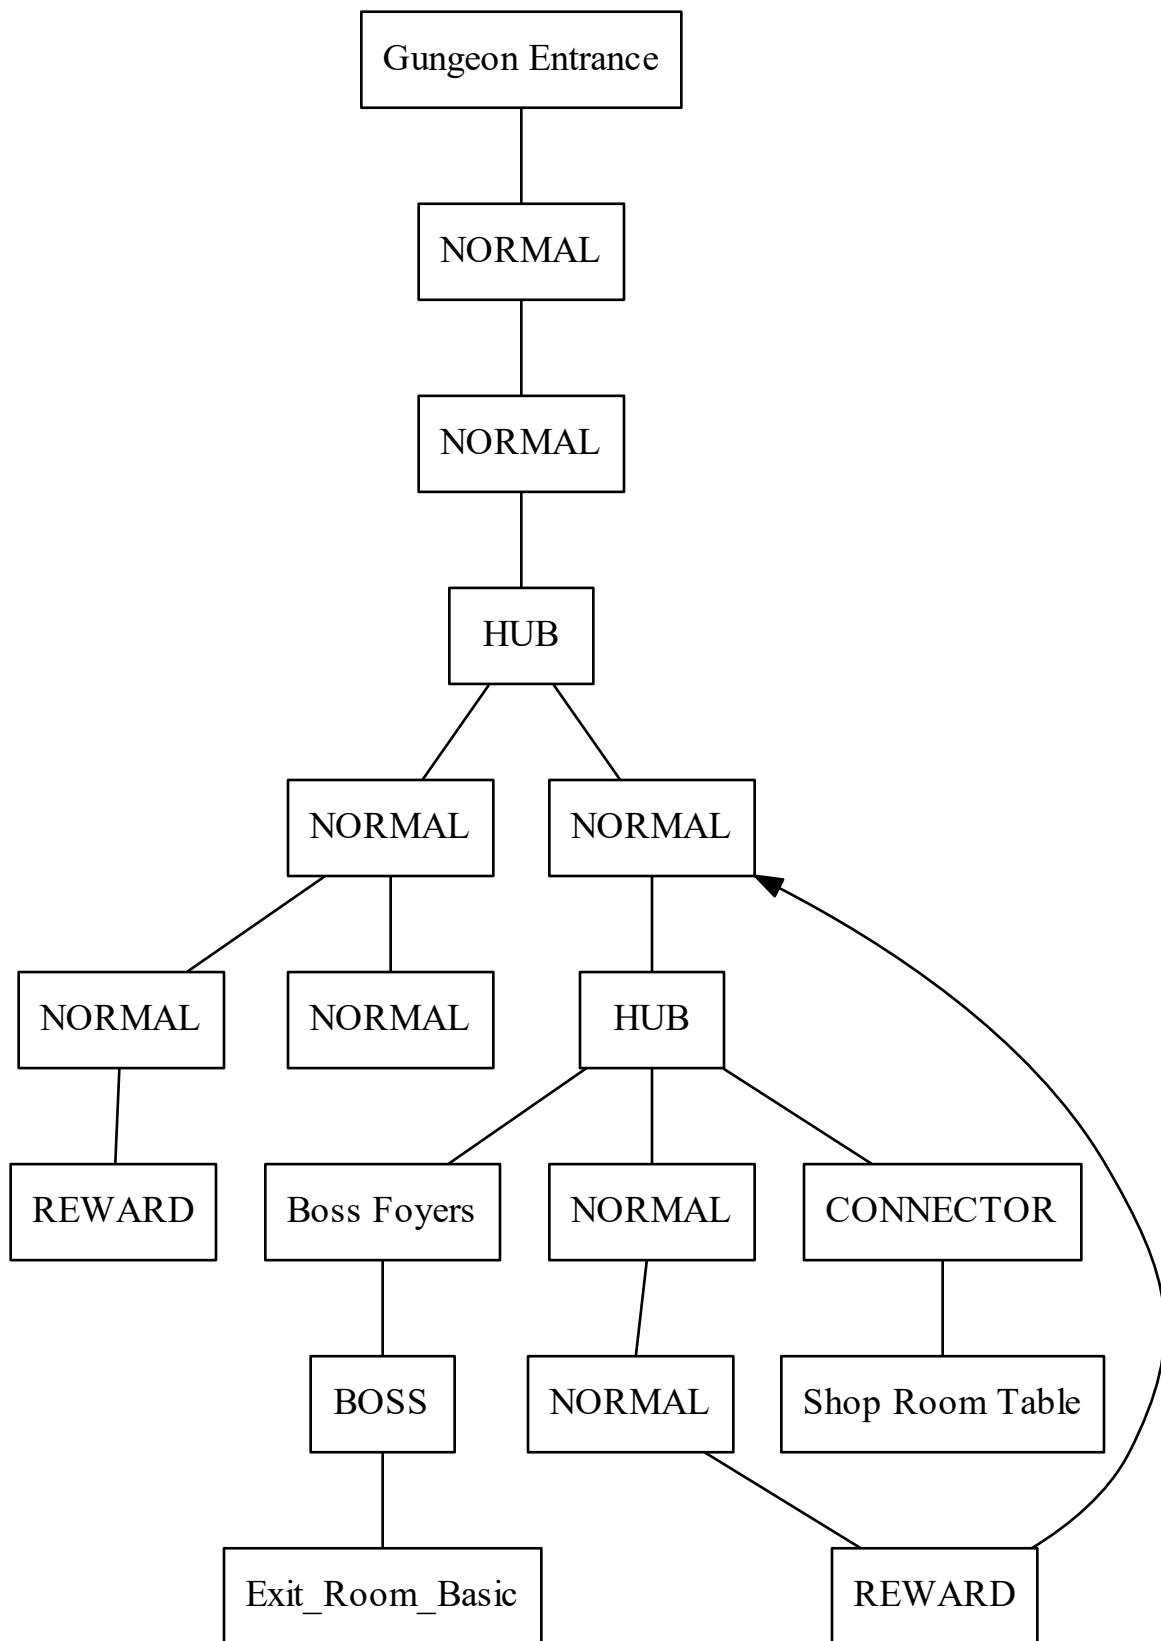 Gungeon Entrance
NORMAL
NORMAL
HUB
NORMAL
NORMAL
NORMAL
NORMAL
HUB
REWARD
Boss Foyers
NORMAL
CONNECTOR
BOSS
NORMAL
Shop Room Table
Exit_Room_Basic
REWARD